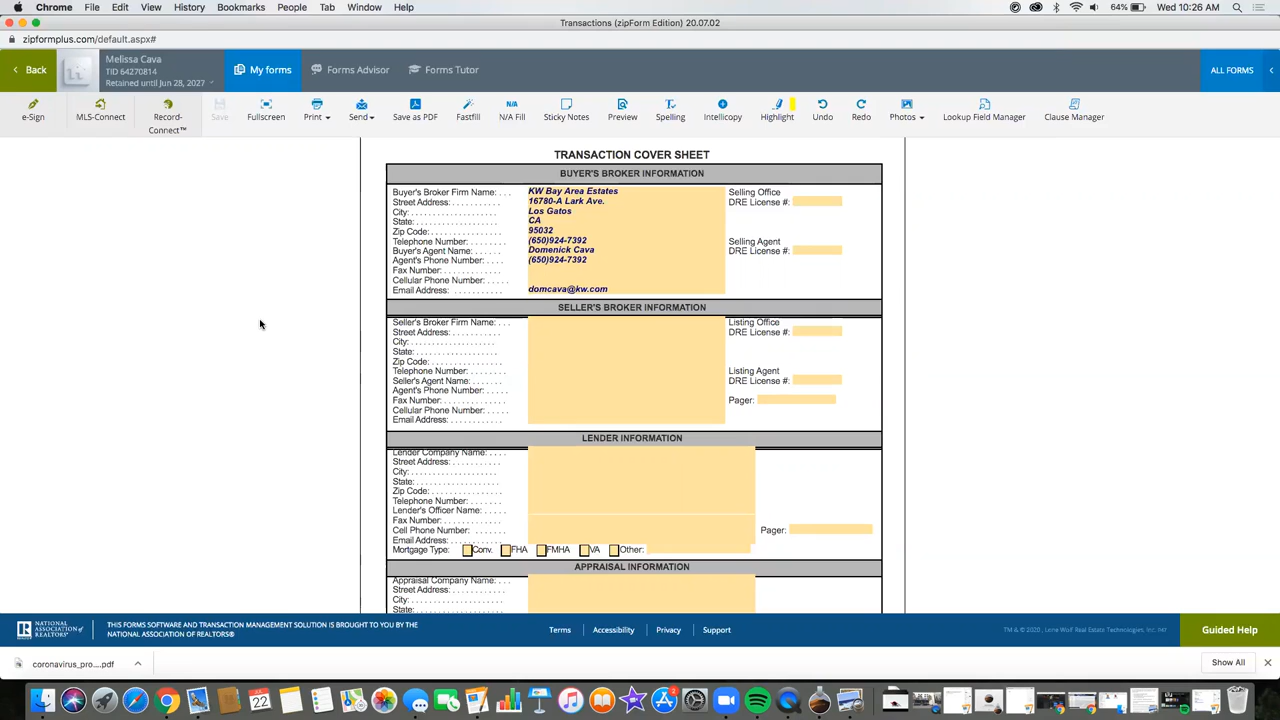 Chrome File Edit View History Bookmarks People Tab Window Help 64% Wed 10:26 AM
Transactions (zipForm Edition) 20.07.02
zipformplus.com/default.aspx#
Back Melissa Cava TID 64270814 Retained until Jun 28, 2027 My forms Forms Advisor Forms Tutor ALL FORMS
e-Sign MLS-Connect Record-Connect™ Save Fullscreen Print Send Save as PDF Fastfill N/A N/A Fill Sticky Notes Preview Spelling Intellicopy Highlight Undo Redo Photos Lookup Field Manager Clause Manager
TRANSACTION COVER SHEET
BUYER'S BROKER INFORMATION
Buyer's Broker Firm Name: . . . KW Bay Area Estates Selling Office
Street Address: . . . . . . . . . . . 16780-A Lark Ave. DRE License #:
City: . . . . . . . . . . . . . . . . . . . . Los Gatos
State: . . . . . . . . . . . . . . . . . . . CA
Zip Code: . . . . . . . . . . . . . . . . 95032
Telephone Number: . . . . . . . . (650)924-7392 Selling Agent
Buyer's Agent Name: . . . . . . . Domenick Cava DRE License #:
Agent's Phone Number: . . . . (650)924-7392
Fax Number: . . . . . . . . . . . . .
Cellular Phone Number: . . . . .
Email Address: . . . . . . . . . . . domcava@kw.com
SELLER'S BROKER INFORMATION
Seller's Broker Firm Name: . . . Listing Office
Street Address: . . . . . . . . . . . DRE License #:
City: . . . . . . . . . . . . . . . . . . . .
State: . . . . . . . . . . . . . . . . . . .
Zip Code: . . . . . . . . . . . . . . . .
Telephone Number: . . . . . . . . Listing Agent
Seller's Agent Name: . . . . . . . DRE License #:
Agent's Phone Number: . . . . .
Fax Number: . . . . . . . . . . . . . Pager:
Cellular Phone Number: . . . . .
Email Address: . . . . . . . . . . . .
LENDER INFORMATION
Lender Company Name: . . . .
Street Address: . . . . . . . . . . .
City: . . . . . . . . . . . . . . . . . . . .
State: . . . . . . . . . . . . . . . . . . .
Zip Code: . . . . . . . . . . . . . . . .
Telephone Number: . . . . . . . .
Lender's Officer Name: . . . . .
Fax Number: . . . . . . . . . . . . .
Cell Phone Number: . . . . . . . Pager:
Email Address: . . . . . . . . . . . .
Mortgage Type: Conv. FHA FMHA VA Other:
APPRAISAL INFORMATION
Appraisal Company Name: . . .
Street Address: . . . . . . . . . . .
City: . . . . . . . . . . . . . . . . . . . .
State: . . . . . . . . . . . . . . . . . . .
NATIONAL ASSOCIATION of REALTORS® THIS FORMS SOFTWARE AND TRANSACTION MANAGEMENT SOLUTION IS BROUGHT TO YOU BY THE
NATIONAL ASSOCIATION OF REALTORS® Terms Accessibility Privacy Support TM & © 2020, Lone Wolf Real Estate Technologies, Inc. Guided Help
coronavirus_pro....pdf Show All